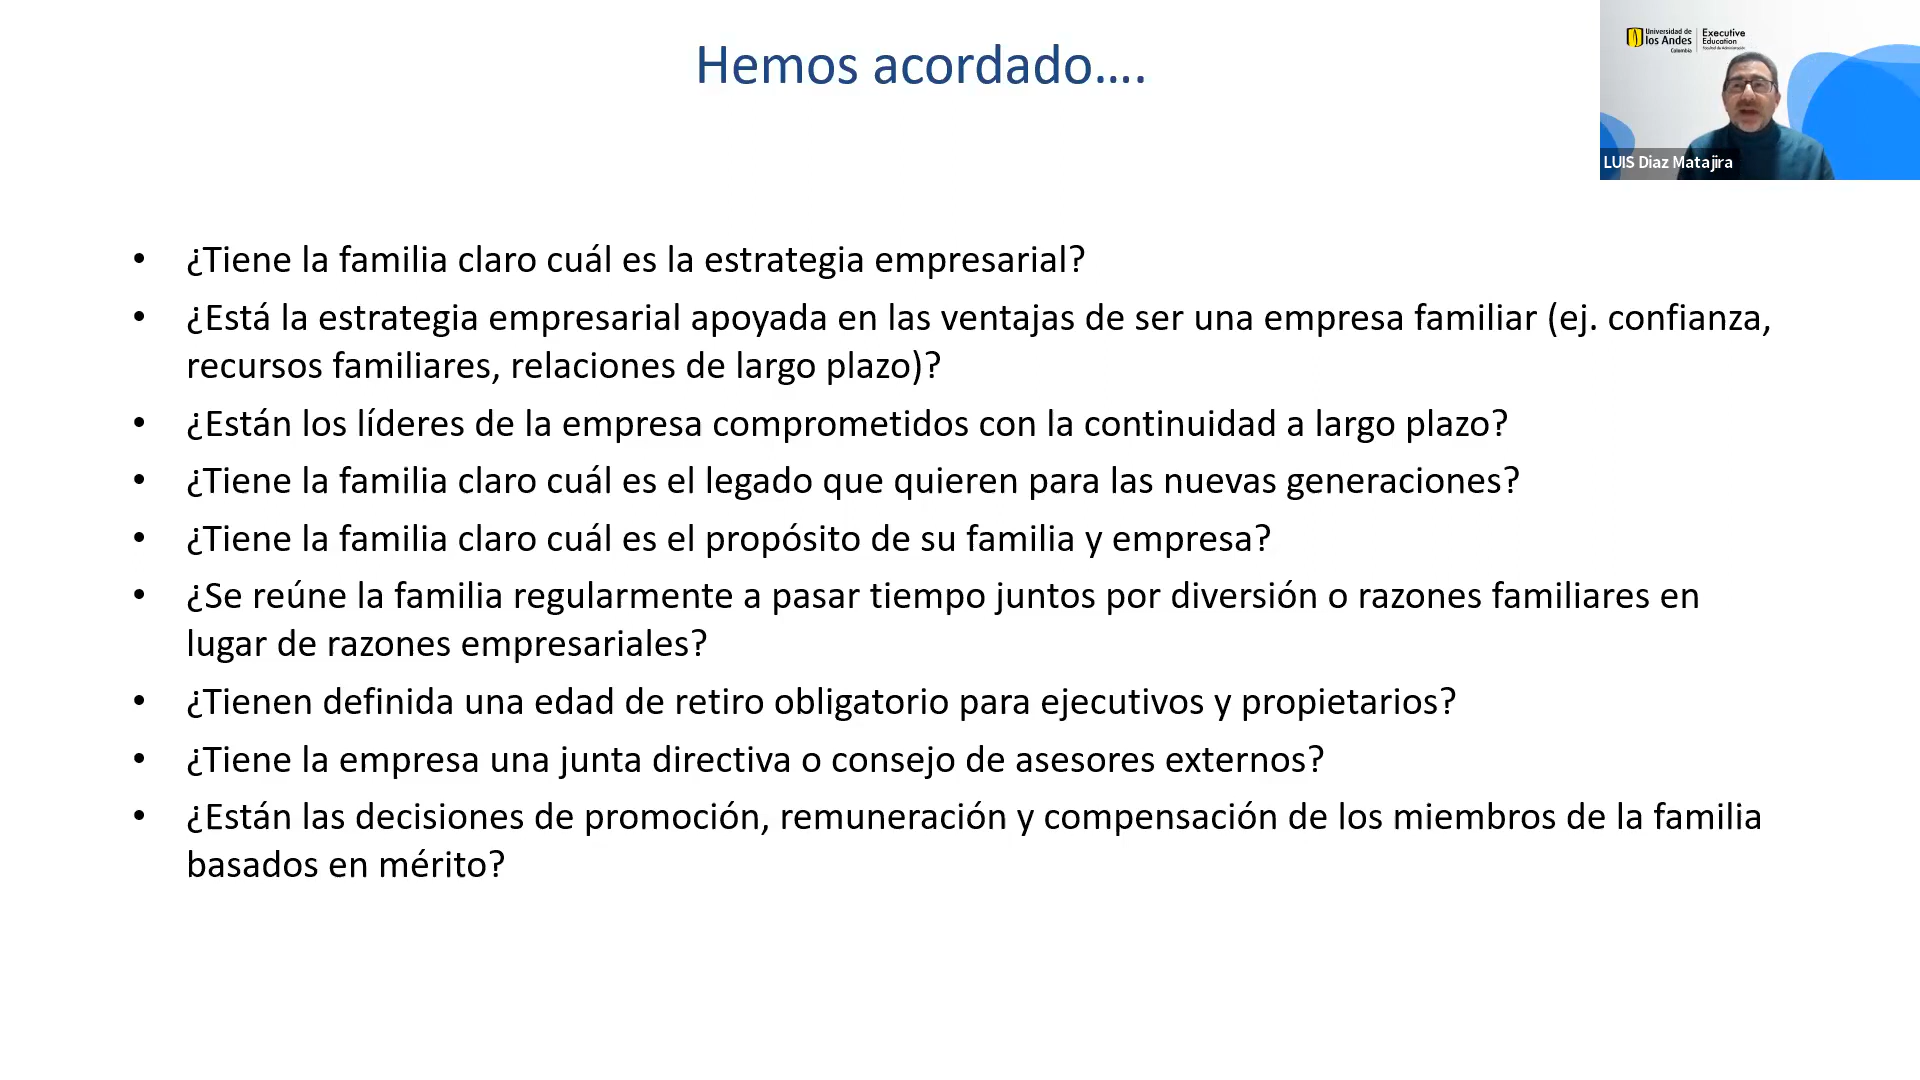 Hemos acordado....
Universidad de
los Andes
Colombia
Executive
Education
Facultad de Administración
LUIS Diaz Matajira
• ¿Tiene la familia claro cuál es la estrategia empresarial?
• ¿Está la estrategia empresarial apoyada en las ventajas de ser una empresa familiar (ej. confianza,
recursos familiares, relaciones de largo plazo)?
• ¿Están los líderes de la empresa comprometidos con la continuidad a largo plazo?
• ¿Tiene la familia claro cuál es el legado que quieren para las nuevas generaciones?
• ¿Tiene la familia claro cuál es el propósito de su familia y empresa?
• ¿Se reúne la familia regularmente a pasar tiempo juntos por diversión o razones familiares en
lugar de razones empresariales?
• ¿Tienen definida una edad de retiro obligatorio para ejecutivos y propietarios?
• ¿Tiene la empresa una junta directiva o consejo de asesores externos?
• ¿Están las decisiones de promoción, remuneración y compensación de los miembros de la familia
basados en mérito?